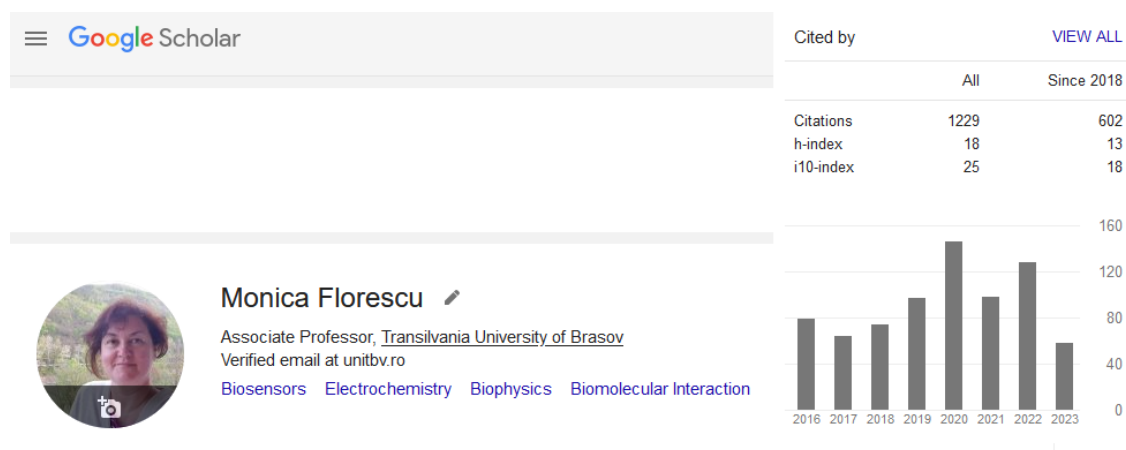 Google Scholar
Monica Florescu
Associate Professor, Transilvania University of Brasov
Verified email at unitbv.ro
Biosensors Electrochemistry Biophysics Biomolecular Interaction
Cited by VIEW ALL
All Since 2018
Citations 1229 602
h-index 18 13
i10-index 25 18
160
120
80
40
0
2016 2017 2018 2019 2020 2021 2022 2023